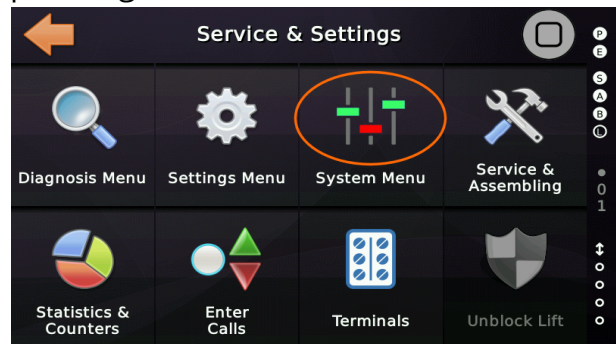 Service & Settings
P
E
S
A
B
L
Diagnosis Menu
Settings Menu
System Menu
Service &
Assembling
0
1
Statistics &
Counters
Enter
Calls
Terminals
Unblock Lift